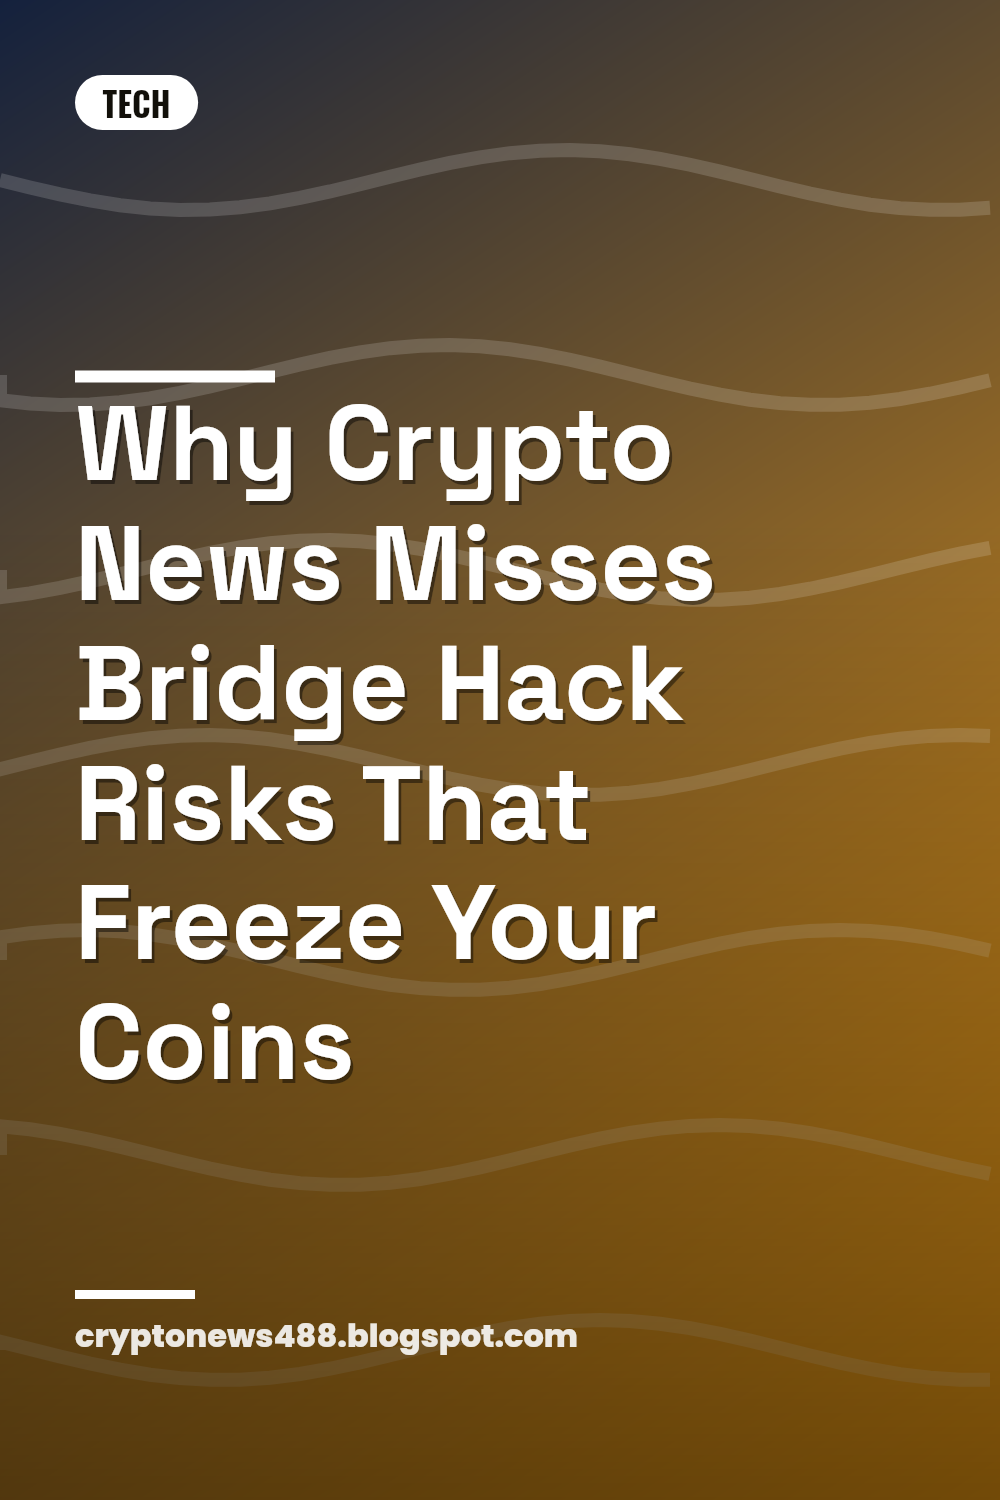 TECH
Why Crypto
News Misses
Bridge Hack
Risks That
Freeze Your
Coins
cryptonews488.blogspot.com